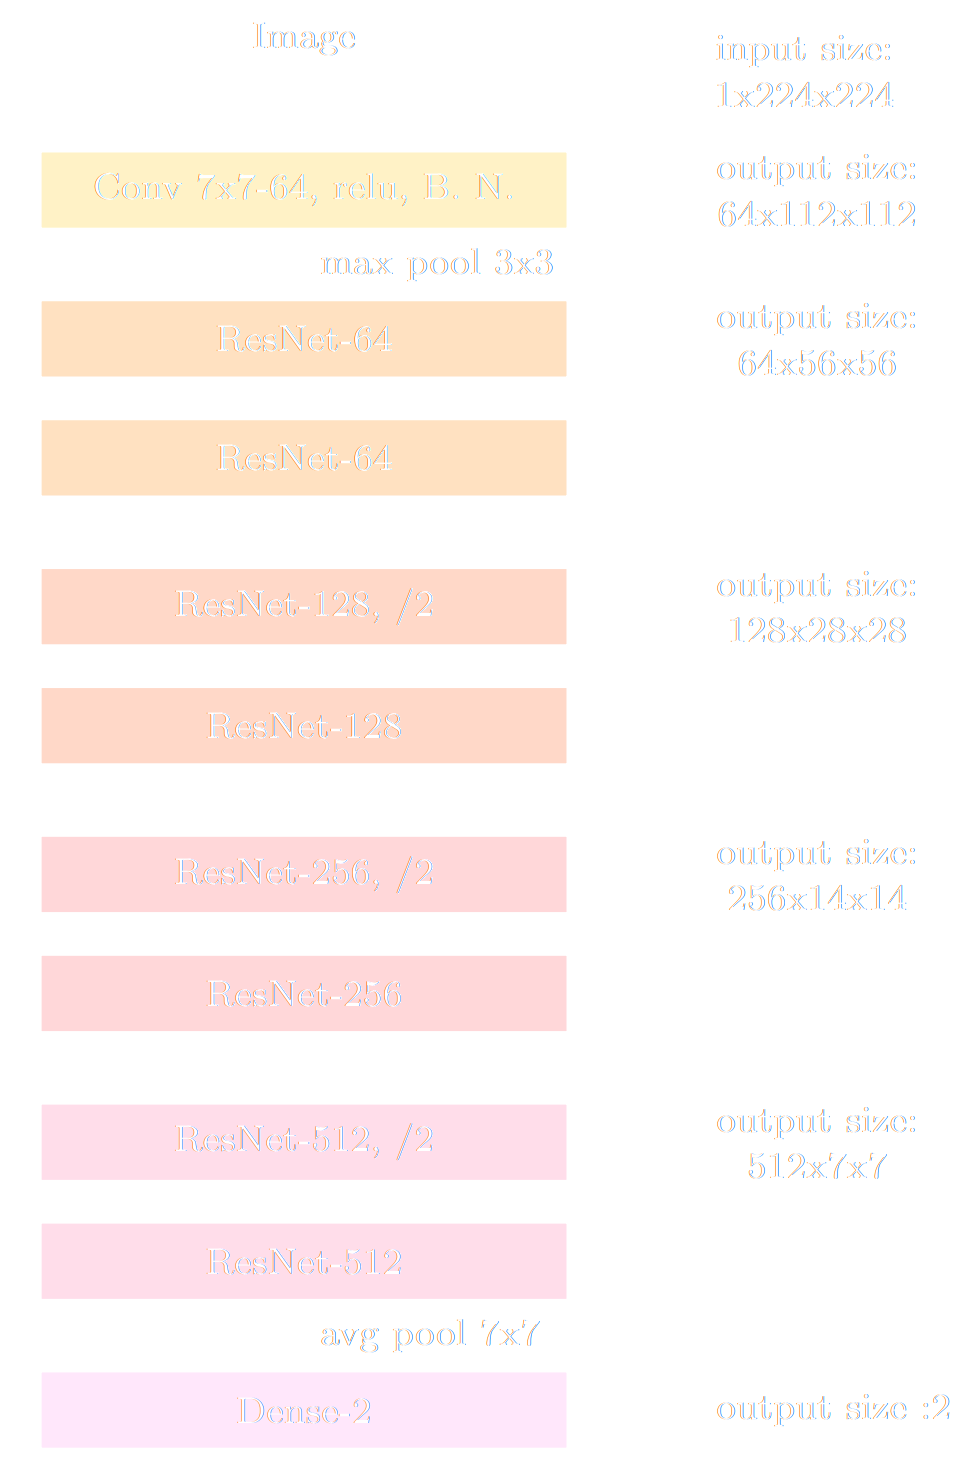 Image
input size:
1x224x224
Conv 7x7-64, relu, B. N.
output size:
64x112x112
max pool 3x3
ResNet-64
output size:
64x56x56
ResNet-64
ResNet-128, /2
output size:
128x28x28
ResNet-128
ResNet-256, /2
output size:
256x14x14
ResNet-256
ResNet-512, /2
output size:
512x7x7
ResNet-512
avg pool 7x7
Dense-2
output size :2